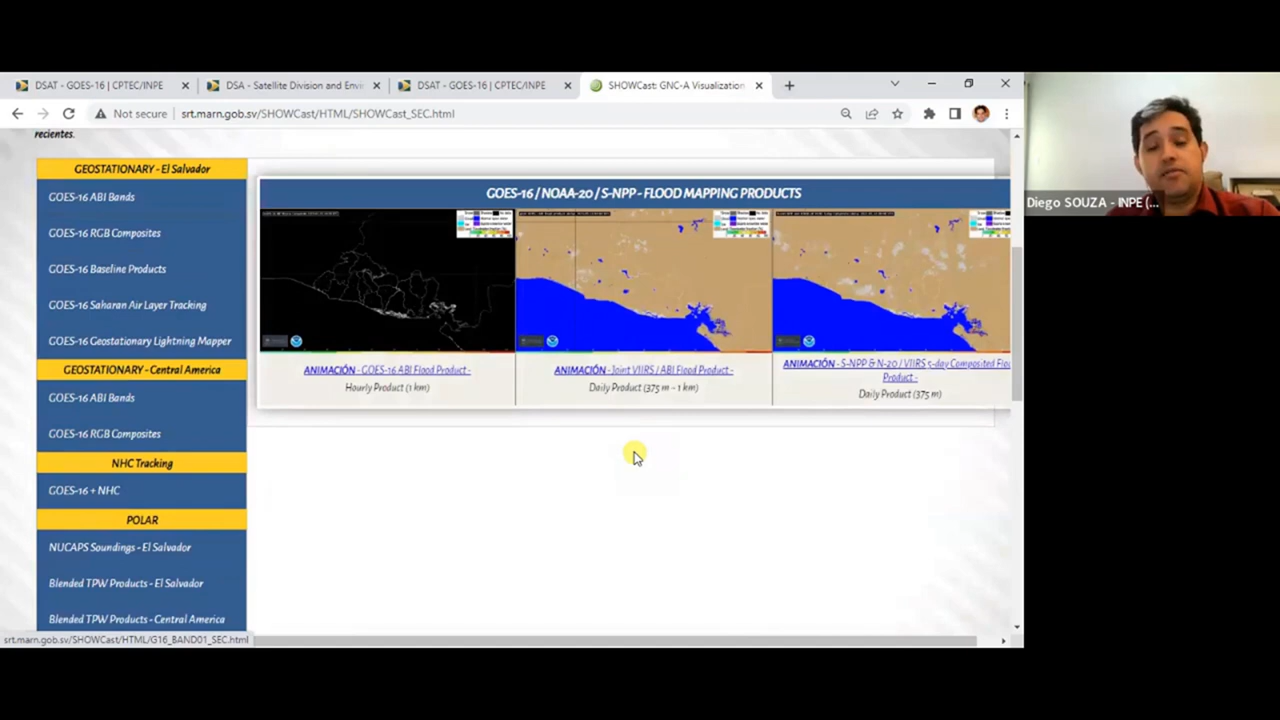 DSAT - GOES-16 | CPTEC/INPE
DSA - Satellite Division and Envi
DSAT - GOES-16 | CPTEC/INPE
SHOWCast: GNC-A Visualization
Not secure
srt.marn.gob.sv/SHOWCast/HTML/SHOWCast_SEC.html
recientes.
GEOSTATIONARY - El Salvador
GOES-16 ABI Bands
GOES-16 RGB Composites
GOES-16 Baseline Products
GOES-16 Saharan Air Layer Tracking
GOES-16 Geostationary Lightning Mapper
GEOSTATIONARY - Central America
GOES-16 ABI Bands
GOES-16 RGB Composites
NHC Tracking
GOES-16 + NHC
POLAR
NUCAPS Soundings - El Salvador
Blended TPW Products - El Salvador
Blended TPW Products - Central America
srt.marn.gob.sv/SHOWCast/HTML/G16_BAND01_SEC.html
GOES-16 / NOAA-20 / S-NPP - FLOOD MAPPING PRODUCTS
ANIMACIÓN - GOES-16 ABI Flood Product -
Hourly Product (1 km)
ANIMACIÓN - Joint VIIRS / ABI Flood Product -
Daily Product (375 m - 1 km)
ANIMACIÓN - S-NPP & N-20 / VIIRS 5-day Composited Floo
Product -
Daily Product (375 m)
Diego SOUZA - INPE (...